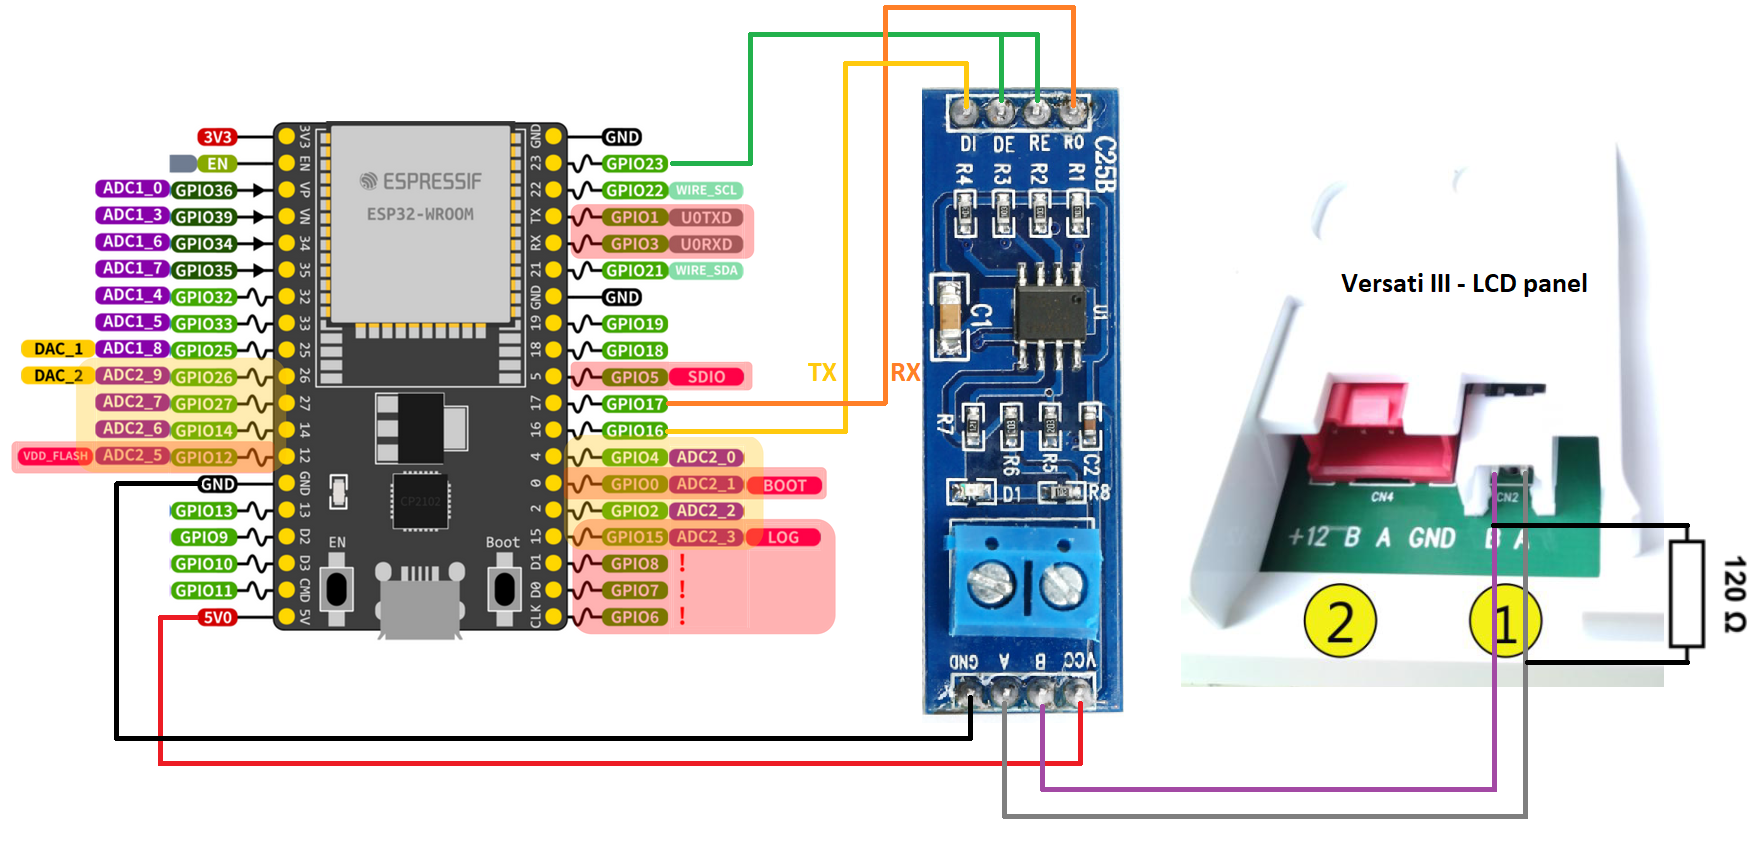 3V3
EN
ADC1_0 GPIO36
ADC1_3 GPIO39
ADC1_6 GPIO34
ADC1_7 GPIO35
ADC1_4 GPIO32
ADC1_5 GPIO33
DAC_1 ADC1_8 GPIO25
DAC_2 ADC2_9 GPIO26
ADC2_7 GPIO27
ADC2_6 GPIO14
VDD_FLASH ADC2_5 GPIO12
GND
GPIO13
GPIO9
GPIO10
GPIO11
5V0
3V3
EN
VP
VN
34
35
32
33
25
26
27
14
12
GND
13
D2
D3
CMD
5V
ESPRESSIF
ESP32-WROOM
CP2102
EN
Boot
GND
23
22
TX
RX
21
GND
19
18
5
17
16
4
0
2
15
D1
D0
CLK
GND
GPIO23
GPIO22 WIRE_SCL
GPIO1 U0TXD
GPIO3 U0RXD
GPIO21 WIRE_SDA
GND
GPIO19
GPIO18
GPIO5 SDIO
GPIO17
GPIO16
GPIO4 ADC2_0
GPIO0 ADC2_1 BOOT
GPIO2 ADC2_2
GPIO15 ADC2_3 LOG
GPIO8 !
GPIO7 !
GPIO6 !
TX
RX
DI DE RE RO
C25B
R4 R3 R2 R1
C1
U1
R7
R6 R5 C2
D1 R8
GND A B VCC
Versati III - LCD panel
CN4
CN2
+12 B A GND
B A
2
1
120 Ω